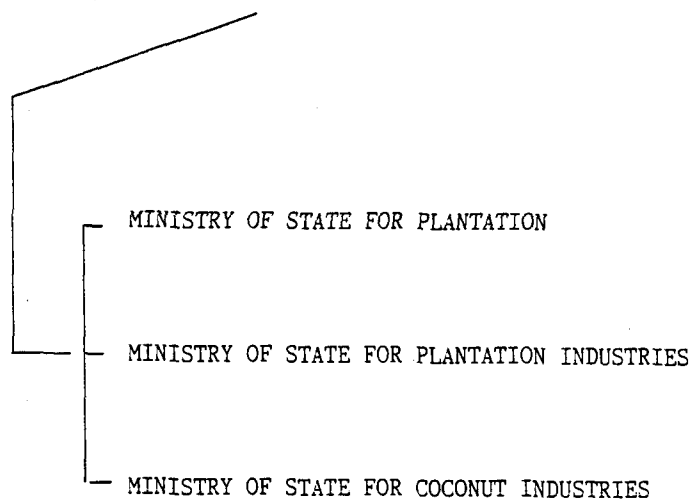 MINISTRY OF STATE FOR PLANTATION
MINISTRY OF STATE FOR PLANTATION INDUSTRIES
MINISTRY OF STATE FOR COCONUT INDUSTRIES